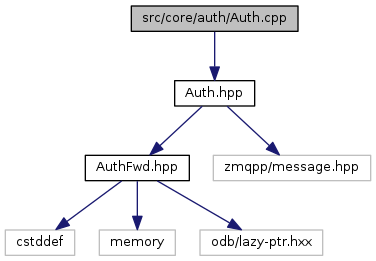 src/core/auth/Auth.cpp
Auth.hpp
AuthFwd.hpp
zmqpp/message.hpp
cstddef
memory
odb/lazy-ptr.hxx